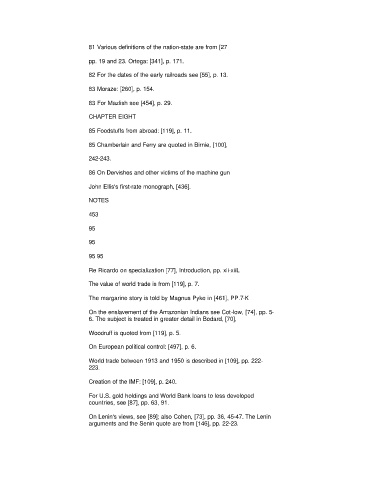 81 Various definitions of the nation-state are from [27
pp. 19 and 23. Ortega: [341], p. 171.
82 For the dates of the early railroads see [55], p. 13.
83 Moraze: [260], p. 154.
83 For Mazlish see [454], p. 29.
CHAPTER EIGHT
85 Foodstuffs from abroad: [119], p. 11.
85 Chamberlain and Ferry are quoted in Birnie, [100],
242-243.
86 On Dervishes and other victims of the machine gun
John Ellis's first-rate monograph, [436].
NOTES
453
95
95
95 95
Re Ricardo on specialization [77], Introduction, pp. xii-xiiL
The value of world trade is from [119], p. 7.
The margarine story is told by Magnus Pyke in [461], PP.7-K
On the enslavement of the Amazonian Indians see Cot-low, [74], pp. 5-
6. The subject is treated in greater detail in Bodard, [70],
Woodruff is quoted from [119], p. 5.
On European political control: [497], p. 6.
World trade between 1913 and 1950 is described in [109], pp. 222-
223.
Creation of the IMF: [109], p. 240.
For U.S. gold holdings and World Bank loans to less developed
countries, see [87], pp. 63, 91.
On Lenin's views, see [89]; also Cohen, [73], pp. 36, 45-47. The Lenin
arguments and the Senin quote are from [146], pp. 22-23.